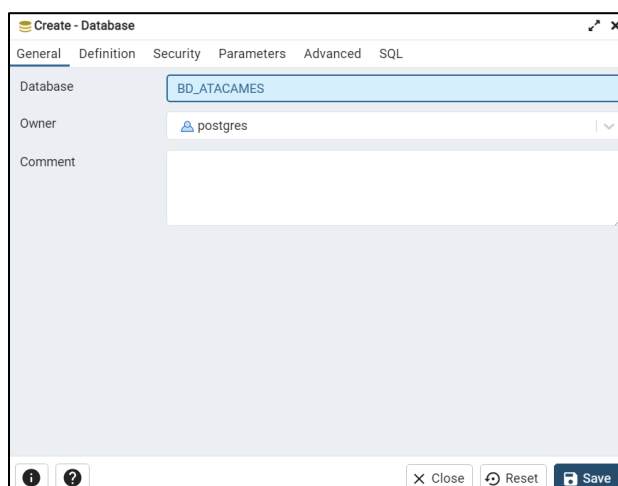 Create - Database
General Definition Security Parameters Advanced SQL
Database BD_ATACAMES
Owner postgres
Comment
Close Reset Save